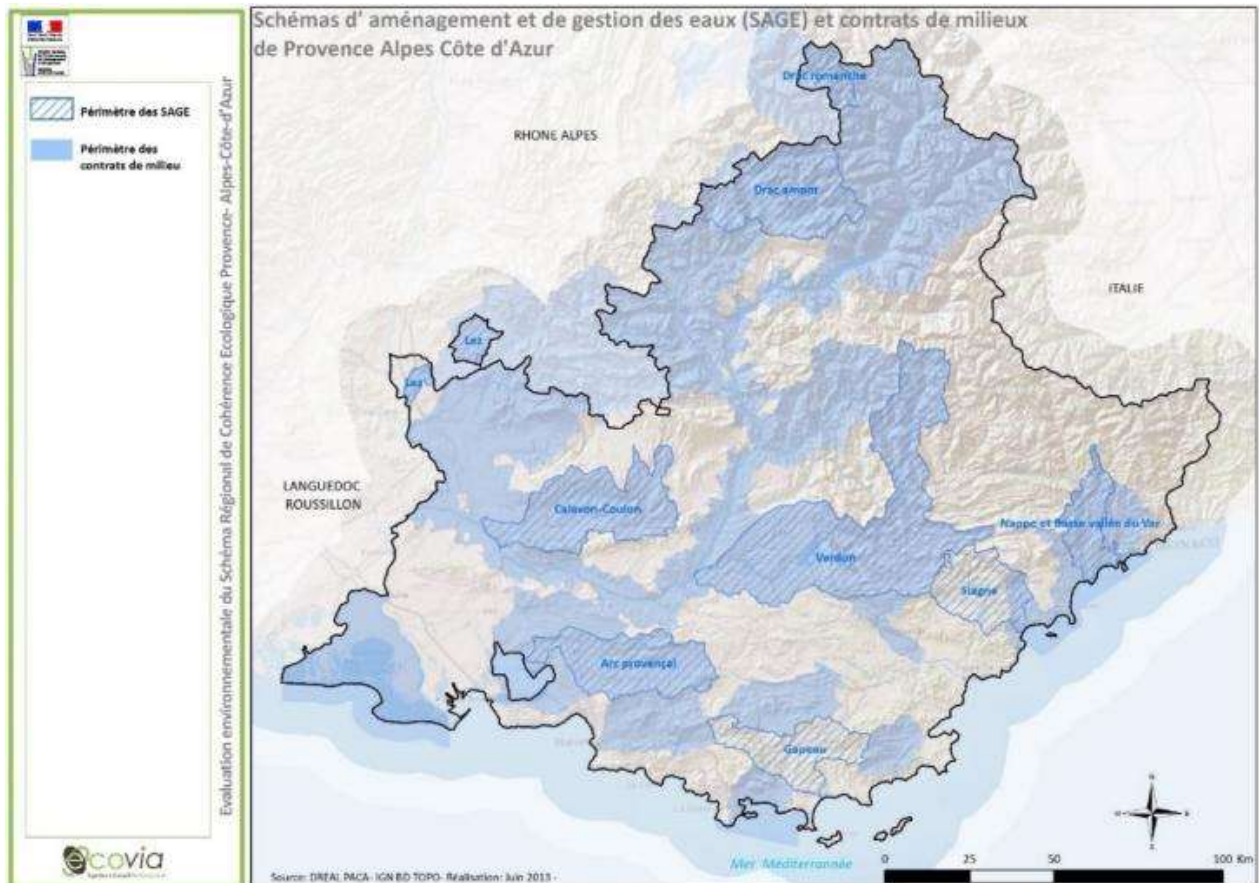 Schémas d' aménagement et de gestion des eaux (SAGE) et contrats de milieux
de Provence Alpes Côte d'Azur
Périmètre des SAGE
Périmètre des
contrats de milieu
Evaluation environnementale du Schéma Régional de Cohérence Ecologique Provence- Alpes-Côte-d'Azur
Drac romanche
RHONE ALPES
Drac amont
ITALIE
Lez
Lez
LANGUEDOC
ROUSSILLON
Calavon-Coulon
Nappe et Basse vallée du Var
Verdon
Siagne
Arc provençal
Gapeau
Mer Méditerrannée
N
0 25 50 100 Km
ecovia
Source: DREAL PACA- IGN BD TOPO- Réalisation: Juin 2013 -